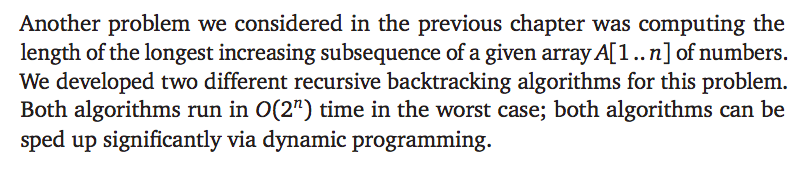 Another problem we considered in the previous chapter was computing the
length of the longest increasing subsequence of a given array A[1 .. n] of numbers.
We developed two different recursive backtracking algorithms for this problem.
Both algorithms run in O(2ⁿ) time in the worst case; both algorithms can be
sped up significantly via dynamic programming.